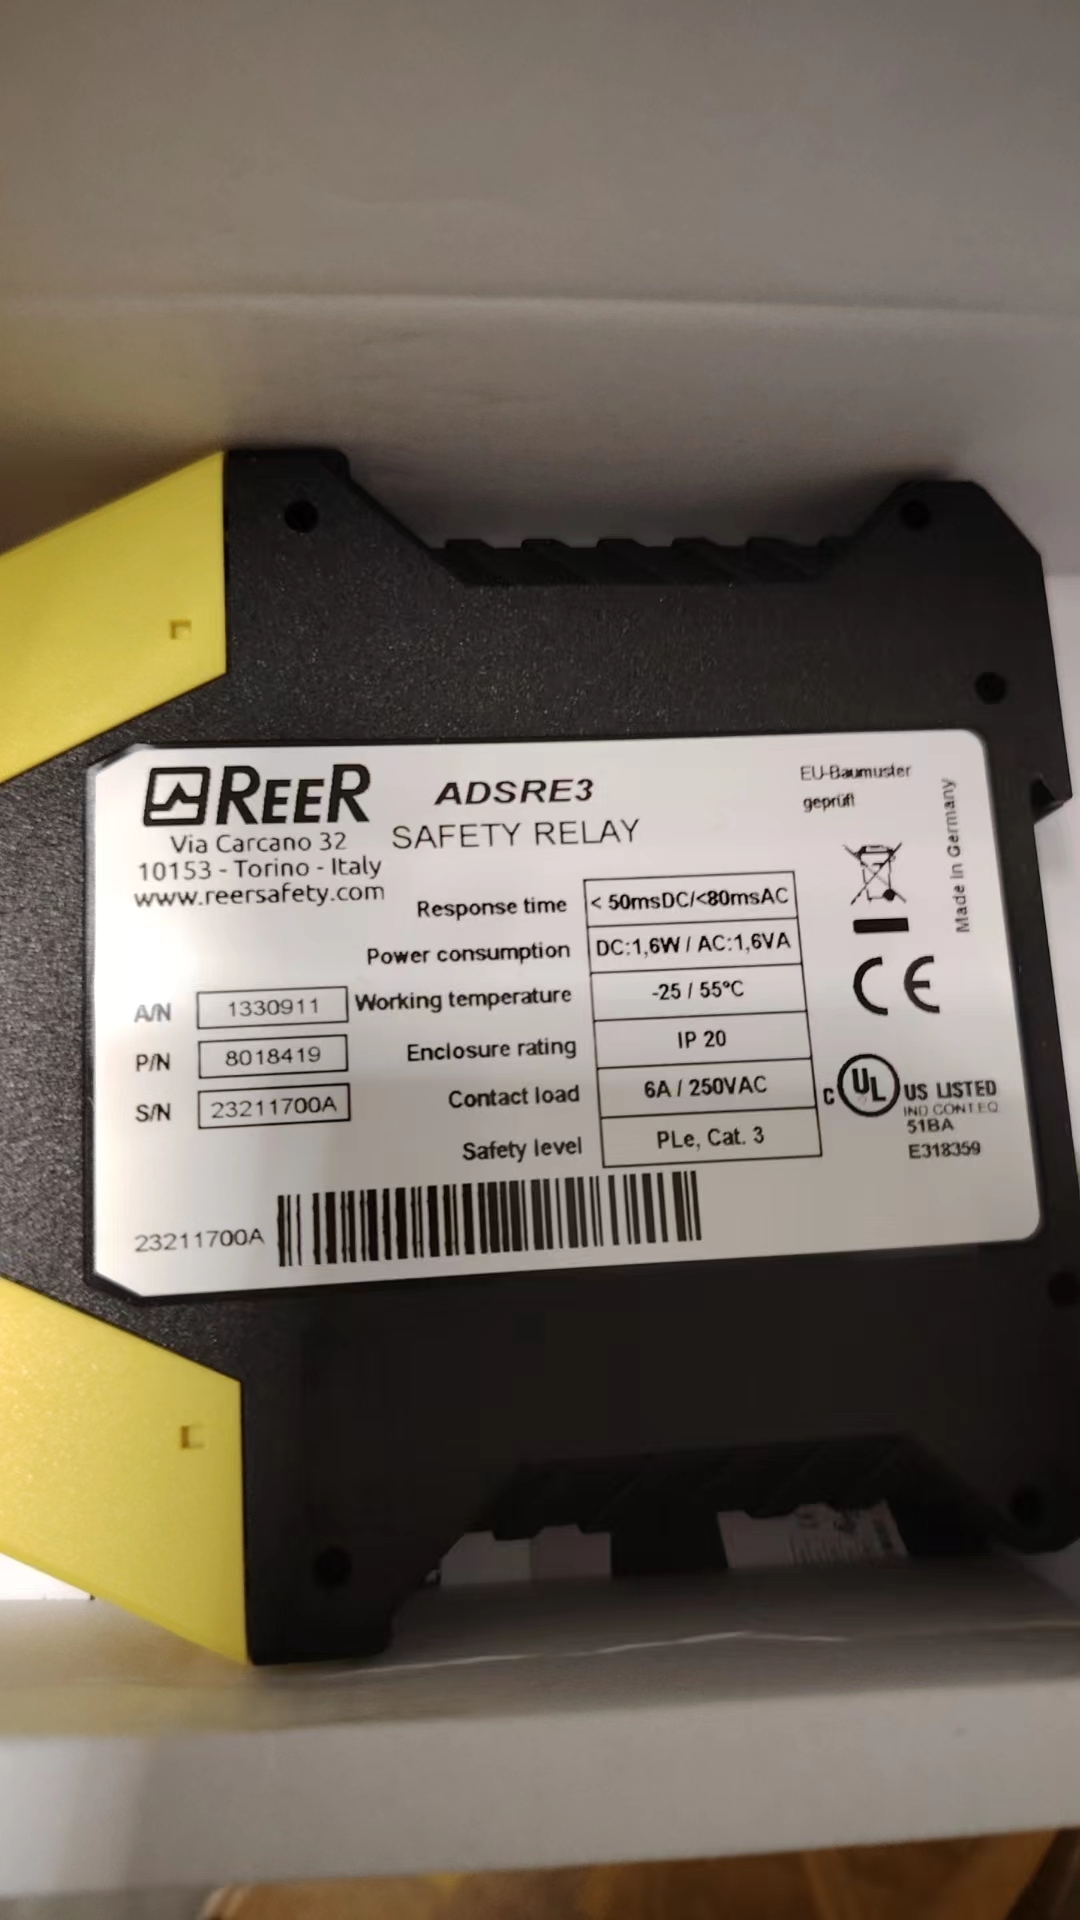 REER
Via Carcano 32
10153 - Torino - Italy
www.reersafety.com
ADSRE3
SAFETY RELAY
EU-Baumuster
geprüft
Made in Germany
Response time < 50msDC/<80msAC
Power consumption DC:1,6W / AC:1,6VA
Working temperature -25 / 55°C
Enclosure rating IP 20
Contact load 6A / 250VAC
Safety level PLe, Cat. 3
A/N 1330911
P/N 8018419
S/N 23211700A
CE
C UL US LISTED
IND CONT.EQ
51BA
E318359
23211700A